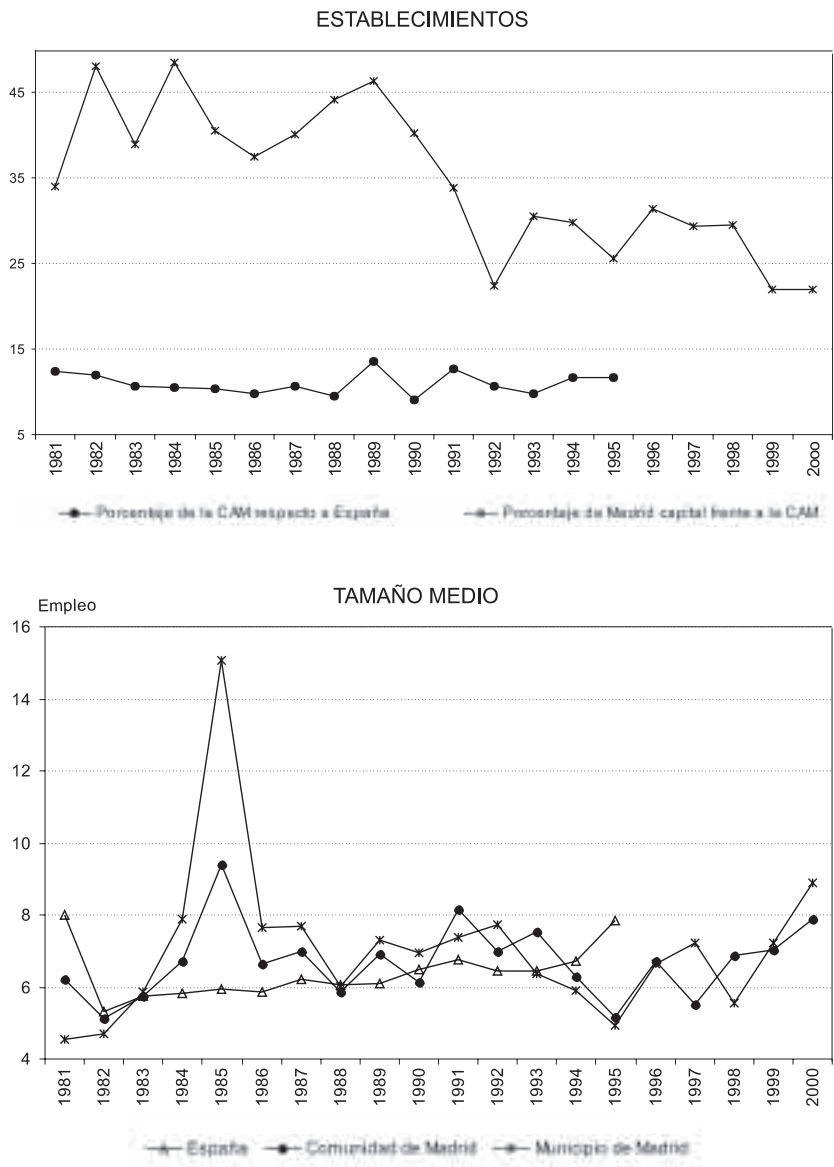 ESTABLECIMIENTOS
45
35
25
15
5
1981 1982 1983 1984 1985 1986 1987 1988 1989 1990 1991 1992 1993 1994 1995 1996 1997 1998 1999 2000
Porcentaje de la CAM respecto a España Porcentaje de Madrid capital frente a la CAM
TAMAÑO MEDIO
Empleo
16
14
12
10
8
6
4
1981 1982 1983 1984 1985 1986 1987 1988 1989 1990 1991 1992 1993 1994 1995 1996 1997 1998 1999 2000
España Comunidad de Madrid Municipio de Madrid